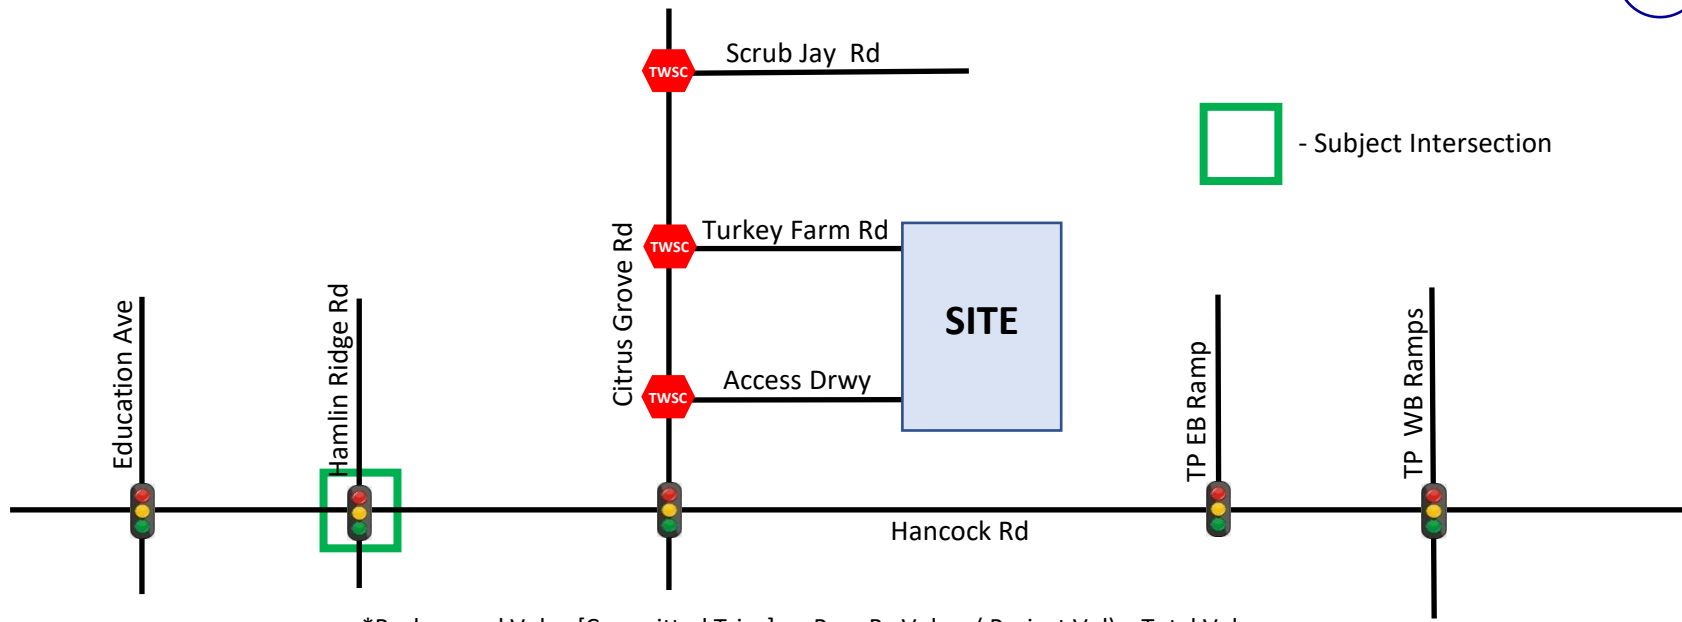 Scrub Jay Rd
TWSC
- Subject Intersection
Turkey Farm Rd
TWSC
Citrus Grove Rd
SITE
Access Drwy
TWSC
Education Ave
Hamlin Ridge Rd
TP EB Ramp
TP WB Ramps
Hancock Rd